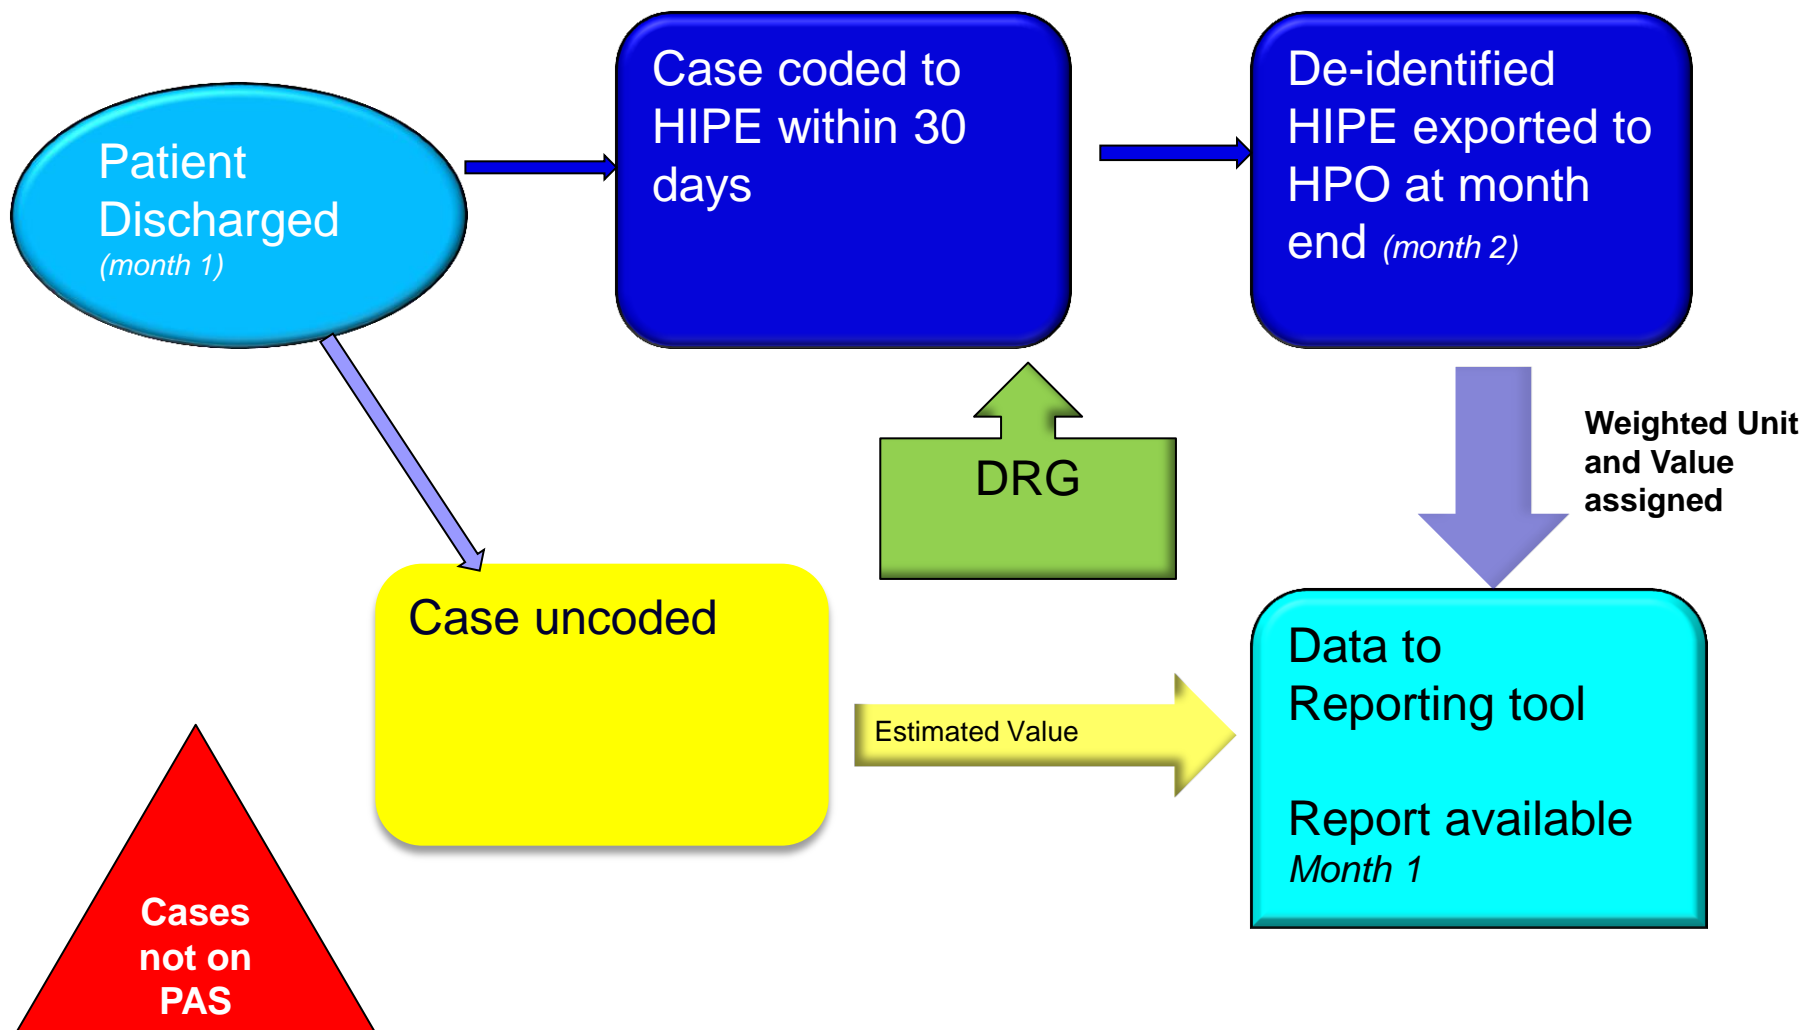 Patient
Discharged
(month 1)
Case coded to
HIPE within 30
days
De-identified
HIPE exported to
HPO at month
end (month 2)
DRG
Weighted Unit
and Value
assigned
Case uncoded
Estimated Value
Data to
Reporting tool
Report available
Month 1
Cases
not on
PAS